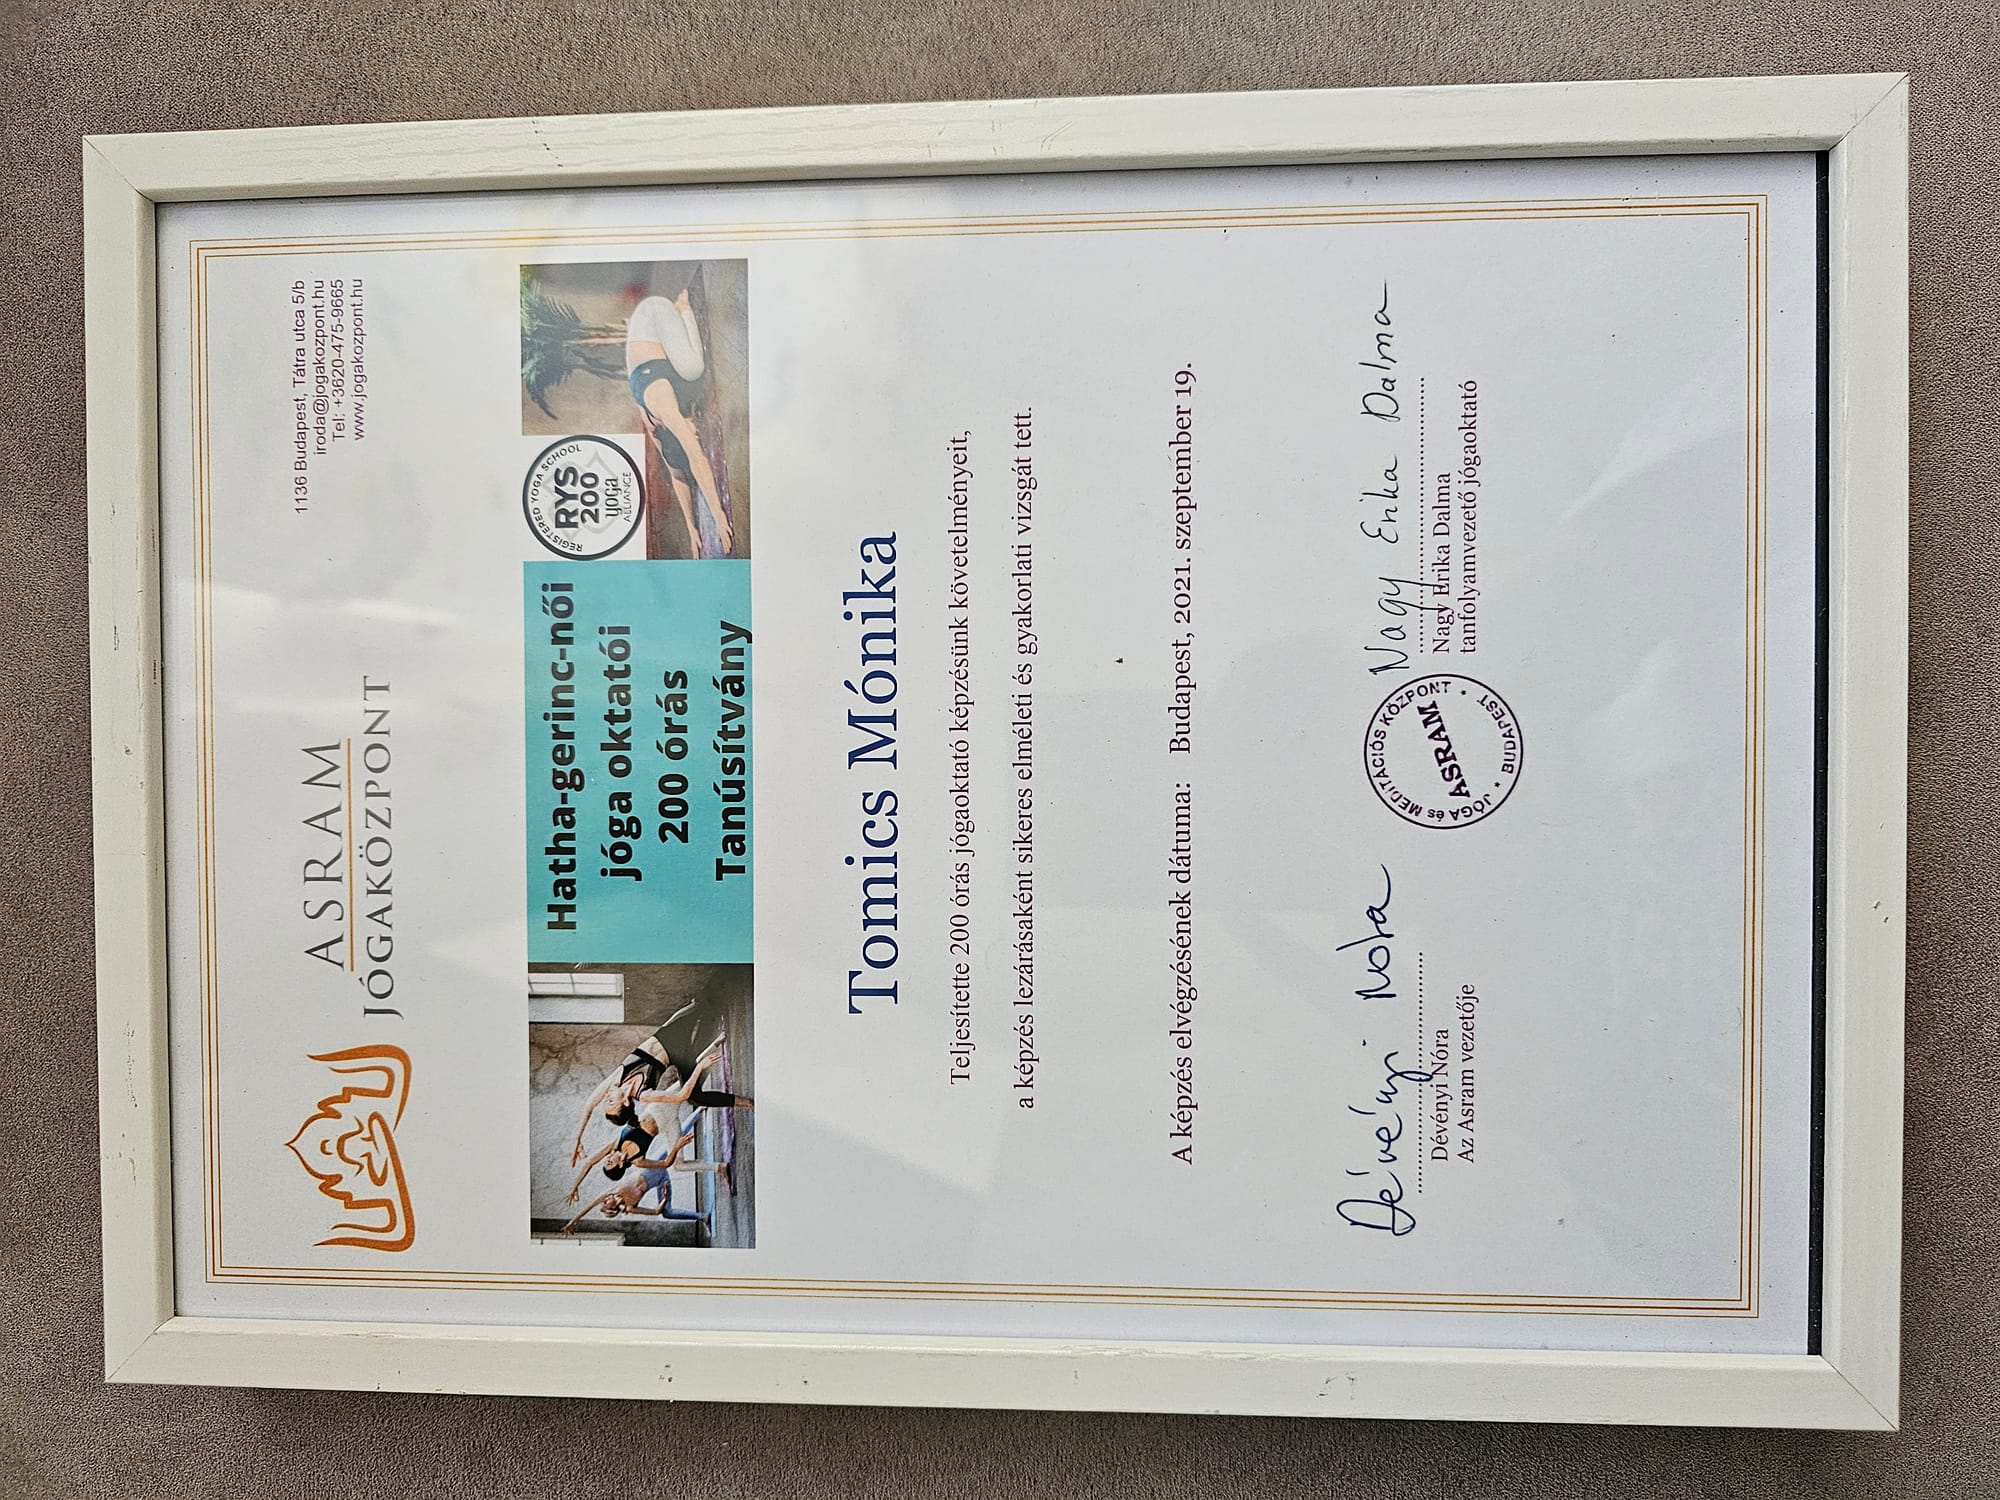 ASRAM
JÓGAKÖZPONT
1136 Budapest, Tátra utca 5/b
iroda@jogakozpont.hu
Tel: +3620-475-9665
www.jogakozpont.hu
Hatha-gerinc-női
jóga oktatói
200 órás
Tanúsítvány
REGISTERED YOGA SCHOOL
RYS
200
yoga
ALLIANCE
Tomics Mónika
Teljesítette 200 órás jógaoktató képzésünk követelményeit,
a képzés lezárásaként sikeres elméleti és gyakorlati vizsgát tett.
A képzés elvégzésének dátuma: Budapest, 2021. szeptember 19.
Dévényi Nóra
Nagy Erika Dalma
Dévényi Nóra
Az Asram vezetője
JÓGA és MEDITÁCIÓS KÖZPONT
ASRAM
BUDAPEST
Nagy Erika Dalma
tanfolyamvezető jógaoktató